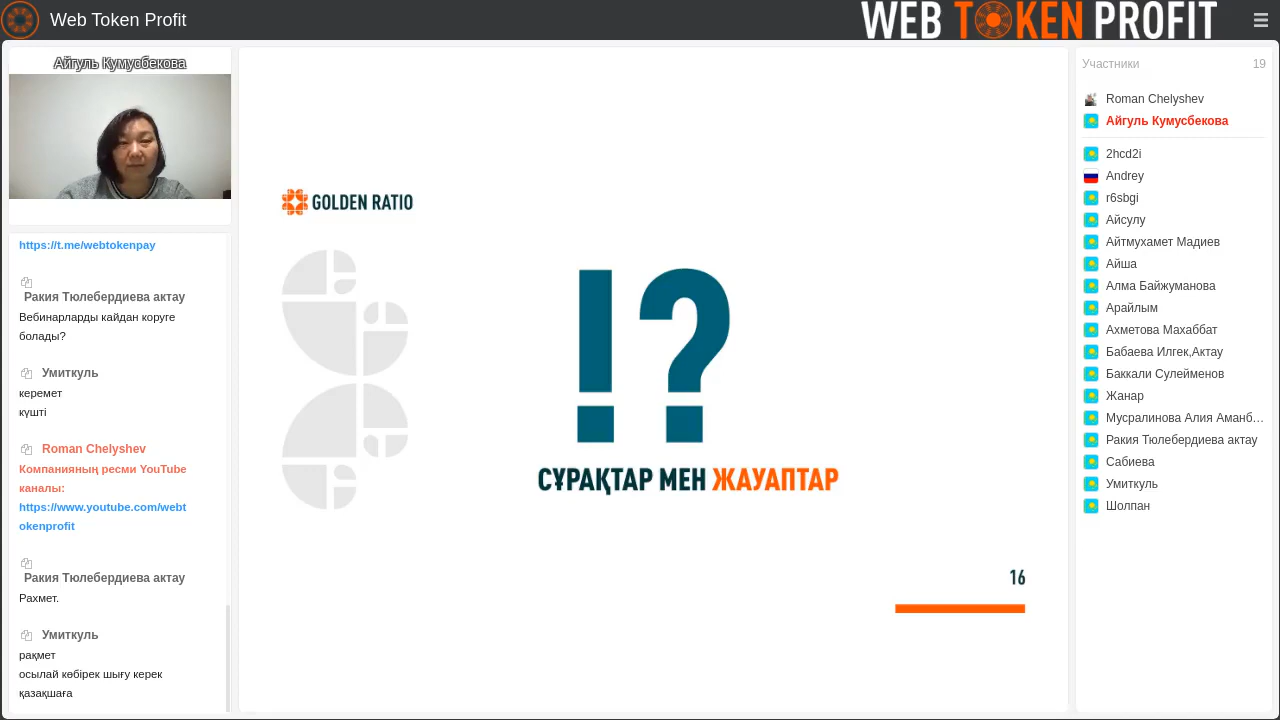 Web Token Profit
WEB TOKEN PROFIT
Айгуль Кумусбекова
https://t.me/webtokenpay
Ракия Тюлебердиева актау
Вебинарларды кайдан коруге
болады?
Умиткуль
керемет
күшті
Roman Chelyshev
Компанияның ресми YouTube
каналы:
https://www.youtube.com/webt
okenprofit
Ракия Тюлебердиева актау
Рахмет.
Умиткуль
рақмет
осылай көбірек шығу керек
қазақшаға
GOLDEN RATIO
!?
СҰРАҚТАР МЕН ЖАУАПТАР
16
Участники 19
Roman Chelyshev
Айгуль Кумусбекова
2hcd2i
Andrey
r6sbgi
Айсулу
Айтмухамет Мадиев
Айша
Алма Байжуманова
Арайлым
Ахметова Махаббат
Бабаева Илгек,Актау
Баккали Сулейменов
Жанар
Мусралинова Алия Аманб…
Ракия Тюлебердиева актау
Сабиева
Умиткуль
Шолпан